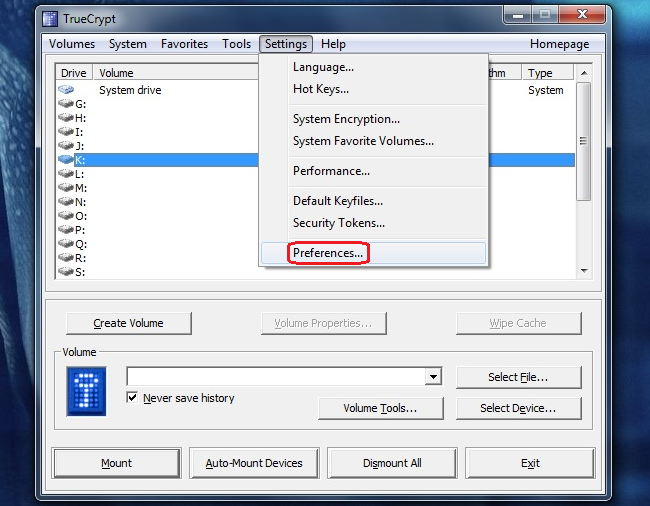 TrueCrypt
Volumes System Favorites Tools Settings Help Homepage
Drive Volume thm Type
System drive System
G:
H:
I:
J:
K:
L:
M:
N:
O:
P:
Q:
R:
S:
Language...
Hot Keys...
System Encryption...
System Favorite Volumes...
Performance...
Default Keyfiles...
Security Tokens...
Preferences...
Create Volume Volume Properties... Wipe Cache
Volume
Select File...
Never save history
Volume Tools... Select Device...
Mount Auto-Mount Devices Dismount All Exit